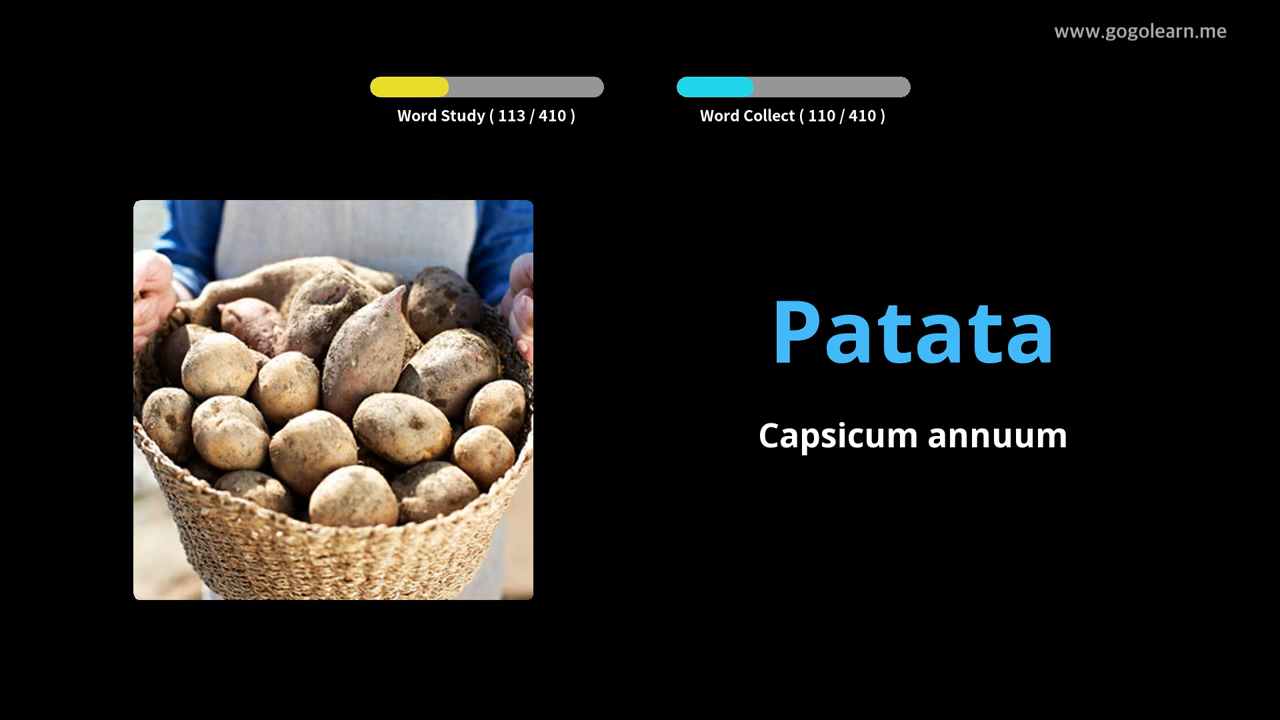 www.gogolearn.me
Word Study ( 113 / 410 )
Word Collect ( 110 / 410 )
Patata
Capsicum annuum